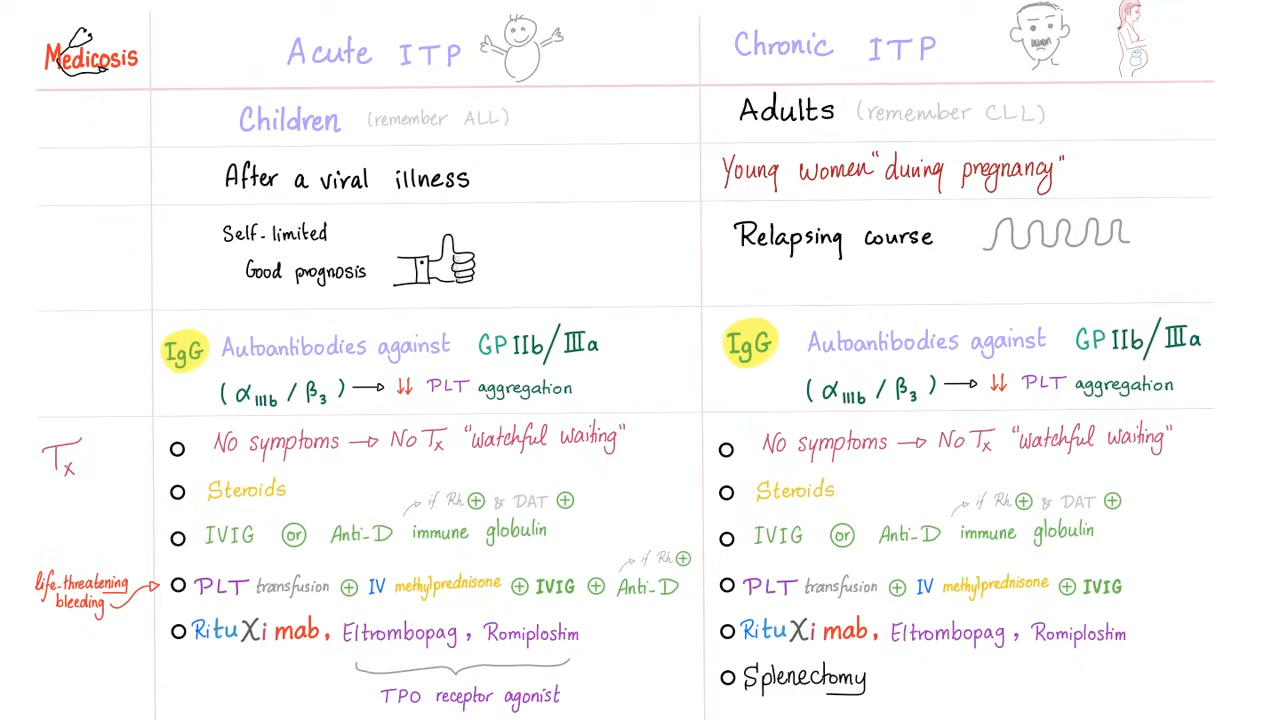 Medicosis
Acute ITP
Chronic ITP
Children (remember ALL)
Adults (remember CLL)
After a viral illness
Young women "during pregnancy"
Self-limited
Good prognosis
Relapsing course
IgG Autoantibodies against GPIIb/IIIa
(αIIIb / β3) → ↓↓ PLT aggregation
IgG Autoantibodies against GPIIb/IIIa
(αIIIb / β3) → ↓↓ PLT aggregation
Tx
No symptoms → No Tx "watchful waiting"
Steroids
if Rh ⊕ & DAT ⊕
IVIG or Anti-D immune globulin
if Rh ⊕
life-threatening
bleeding
PLT transfusion + IV methylprednisone + IVIG + Anti-D
RituXimab, Eltrombopag, Romiplostim
TPO receptor agonist
No symptoms → No Tx "watchful waiting"
Steroids
if Rh ⊕ & DAT ⊕
IVIG or Anti-D immune globulin
PLT transfusion + IV methylprednisone + IVIG
RituXimab, Eltrombopag, Romiplostim
Splenectomy